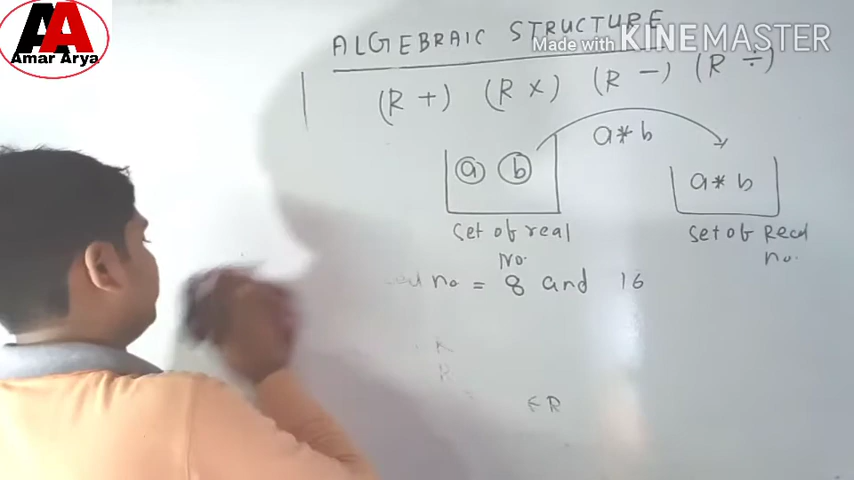 AA
Amar Arya
Made with KINEMASTER
ALGEBRAIC STRUCTURE
(R +) (R ×) (R −) (R ÷)
a*b
a b
a* b
Set of real No.
Set of Real no.
no = 8 and 16
R
∈ R